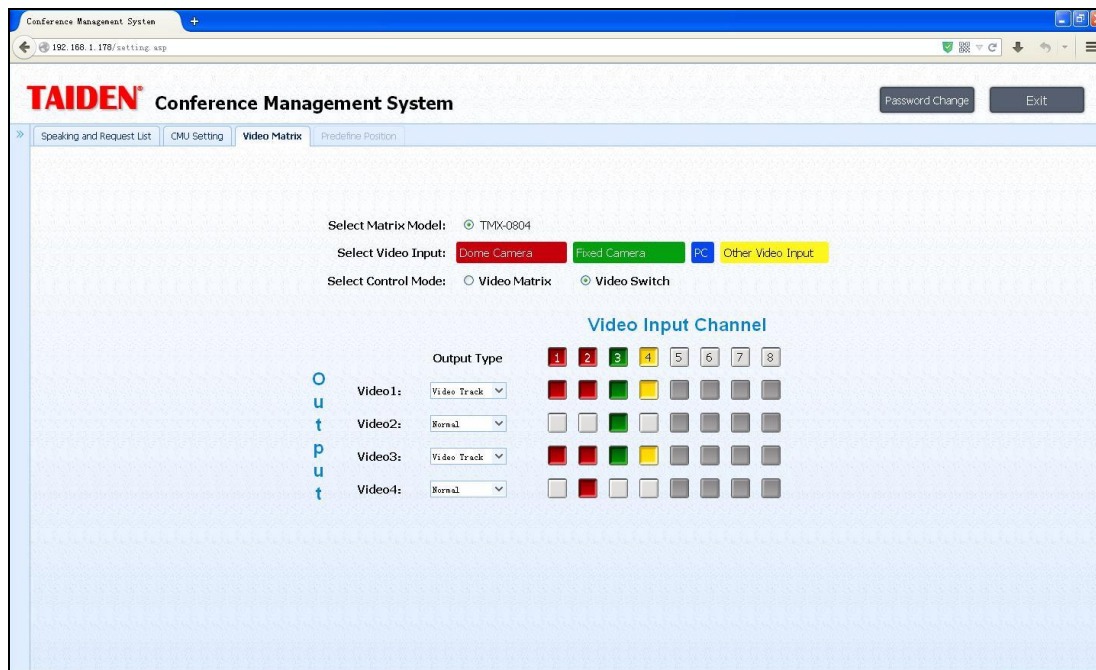 Conference Management System +
192.168.1.178/setting.asp
TAIDEN® Conference Management System
Password Change Exit
» Speaking and Request List CMU Setting Video Matrix Predefine Position
Select Matrix Model: TMX-0804
Select Video Input: Dome Camera Fixed Camera PC Other Video Input
Select Control Mode: Video Matrix Video Switch
Video Input Channel
Output Type 1 2 3 4 5 6 7 8
Output
Video1: Video Track
Video2: Normal
Video3: Video Track
Video4: Normal